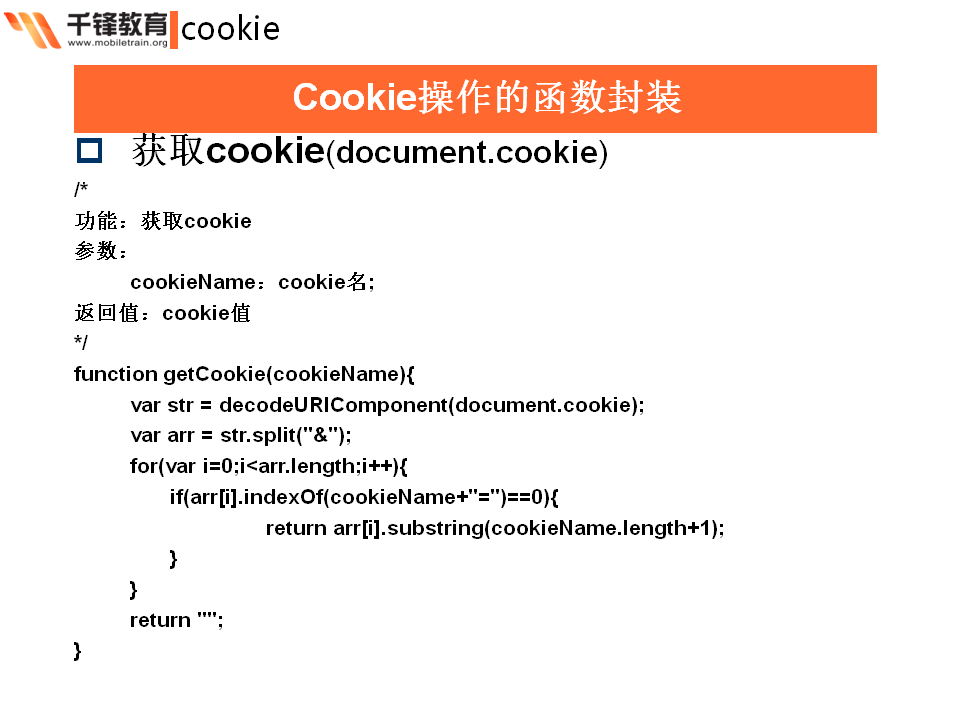 千锋教育 cookie
www.mobiletrain.org
Cookie操作的函数封装
获取cookie(document.cookie)
/*
功能：获取cookie
参数：
cookieName：cookie名;
返回值：cookie值
*/
function getCookie(cookieName){
var str = decodeURIComponent(document.cookie);
var arr = str.split("&");
for(var i=0;i<arr.length;i++){
if(arr[i].indexOf(cookieName+"=")==0){
return arr[i].substring(cookieName.length+1);
}
}
return "";
}